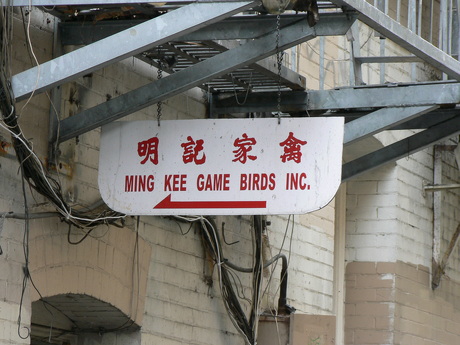 明記家禽
MING KEE GAME BIRDS INC.